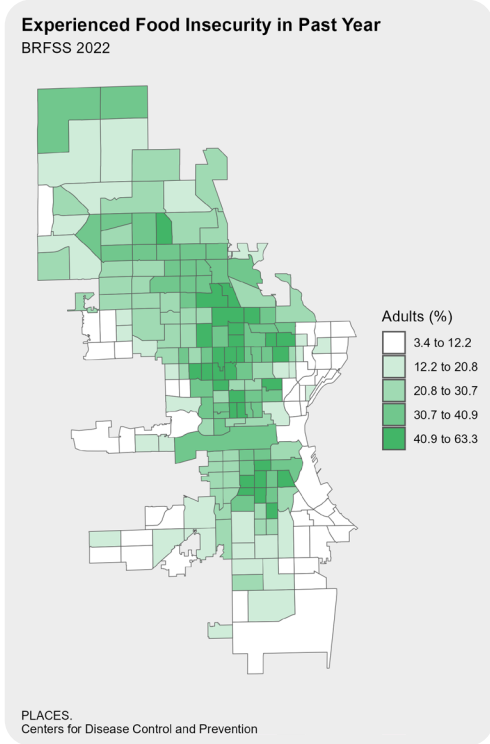 Experienced Food Insecurity in Past Year
BRFSS 2022
Adults (%)
3.4 to 12.2
12.2 to 20.8
20.8 to 30.7
30.7 to 40.9
40.9 to 63.3
PLACES.
Centers for Disease Control and Prevention